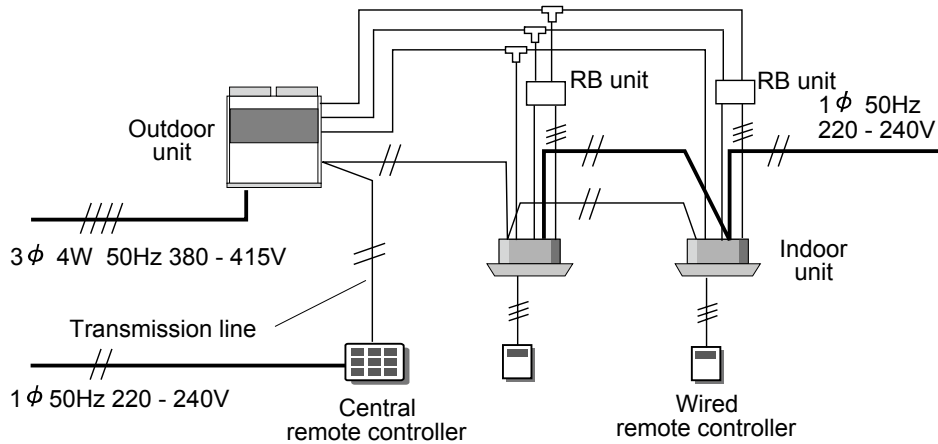 RB unit
RB unit
1ϕ 50Hz
220 - 240V
Outdoor
unit
3ϕ 4W 50Hz 380 - 415V
Indoor
unit
Transmission line
1ϕ 50Hz 220 - 240V
Central
remote controller
Wired
remote controller